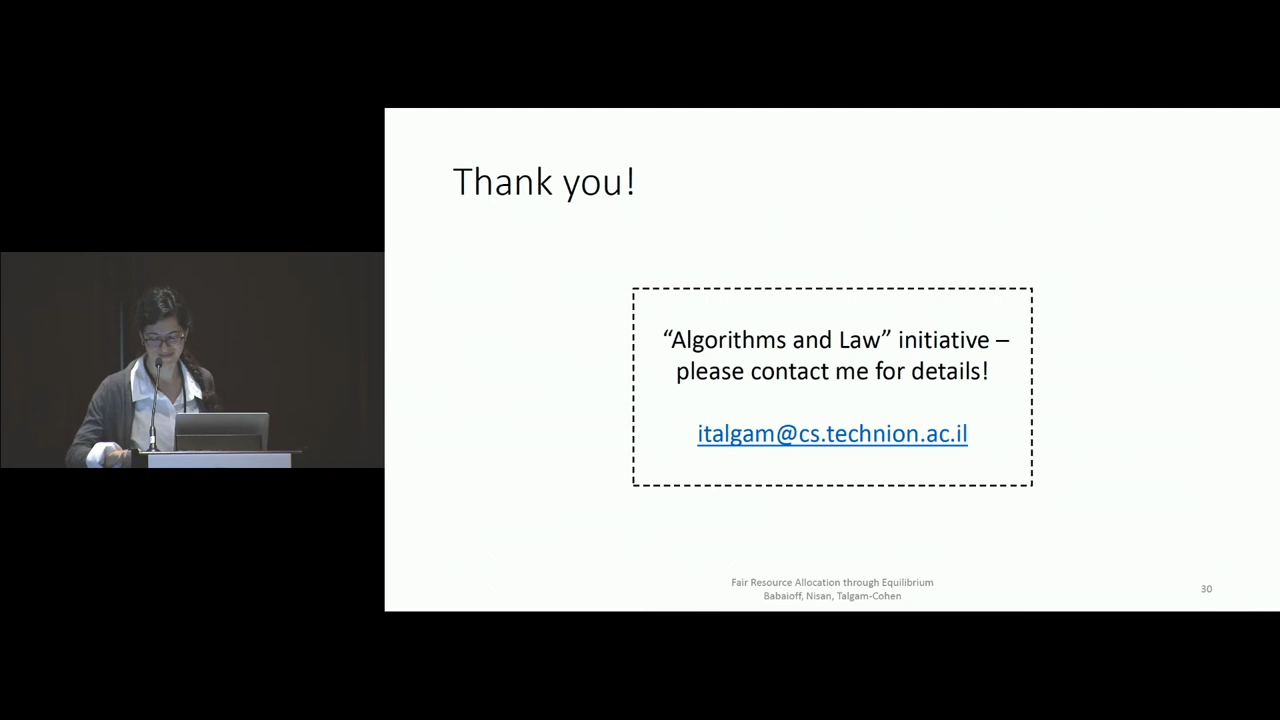 Thank you!
“Algorithms and Law” initiative –
please contact me for details!
italgam@cs.technion.ac.il
Fair Resource Allocation through Equilibrium
Babaioff, Nisan, Talgam-Cohen
30